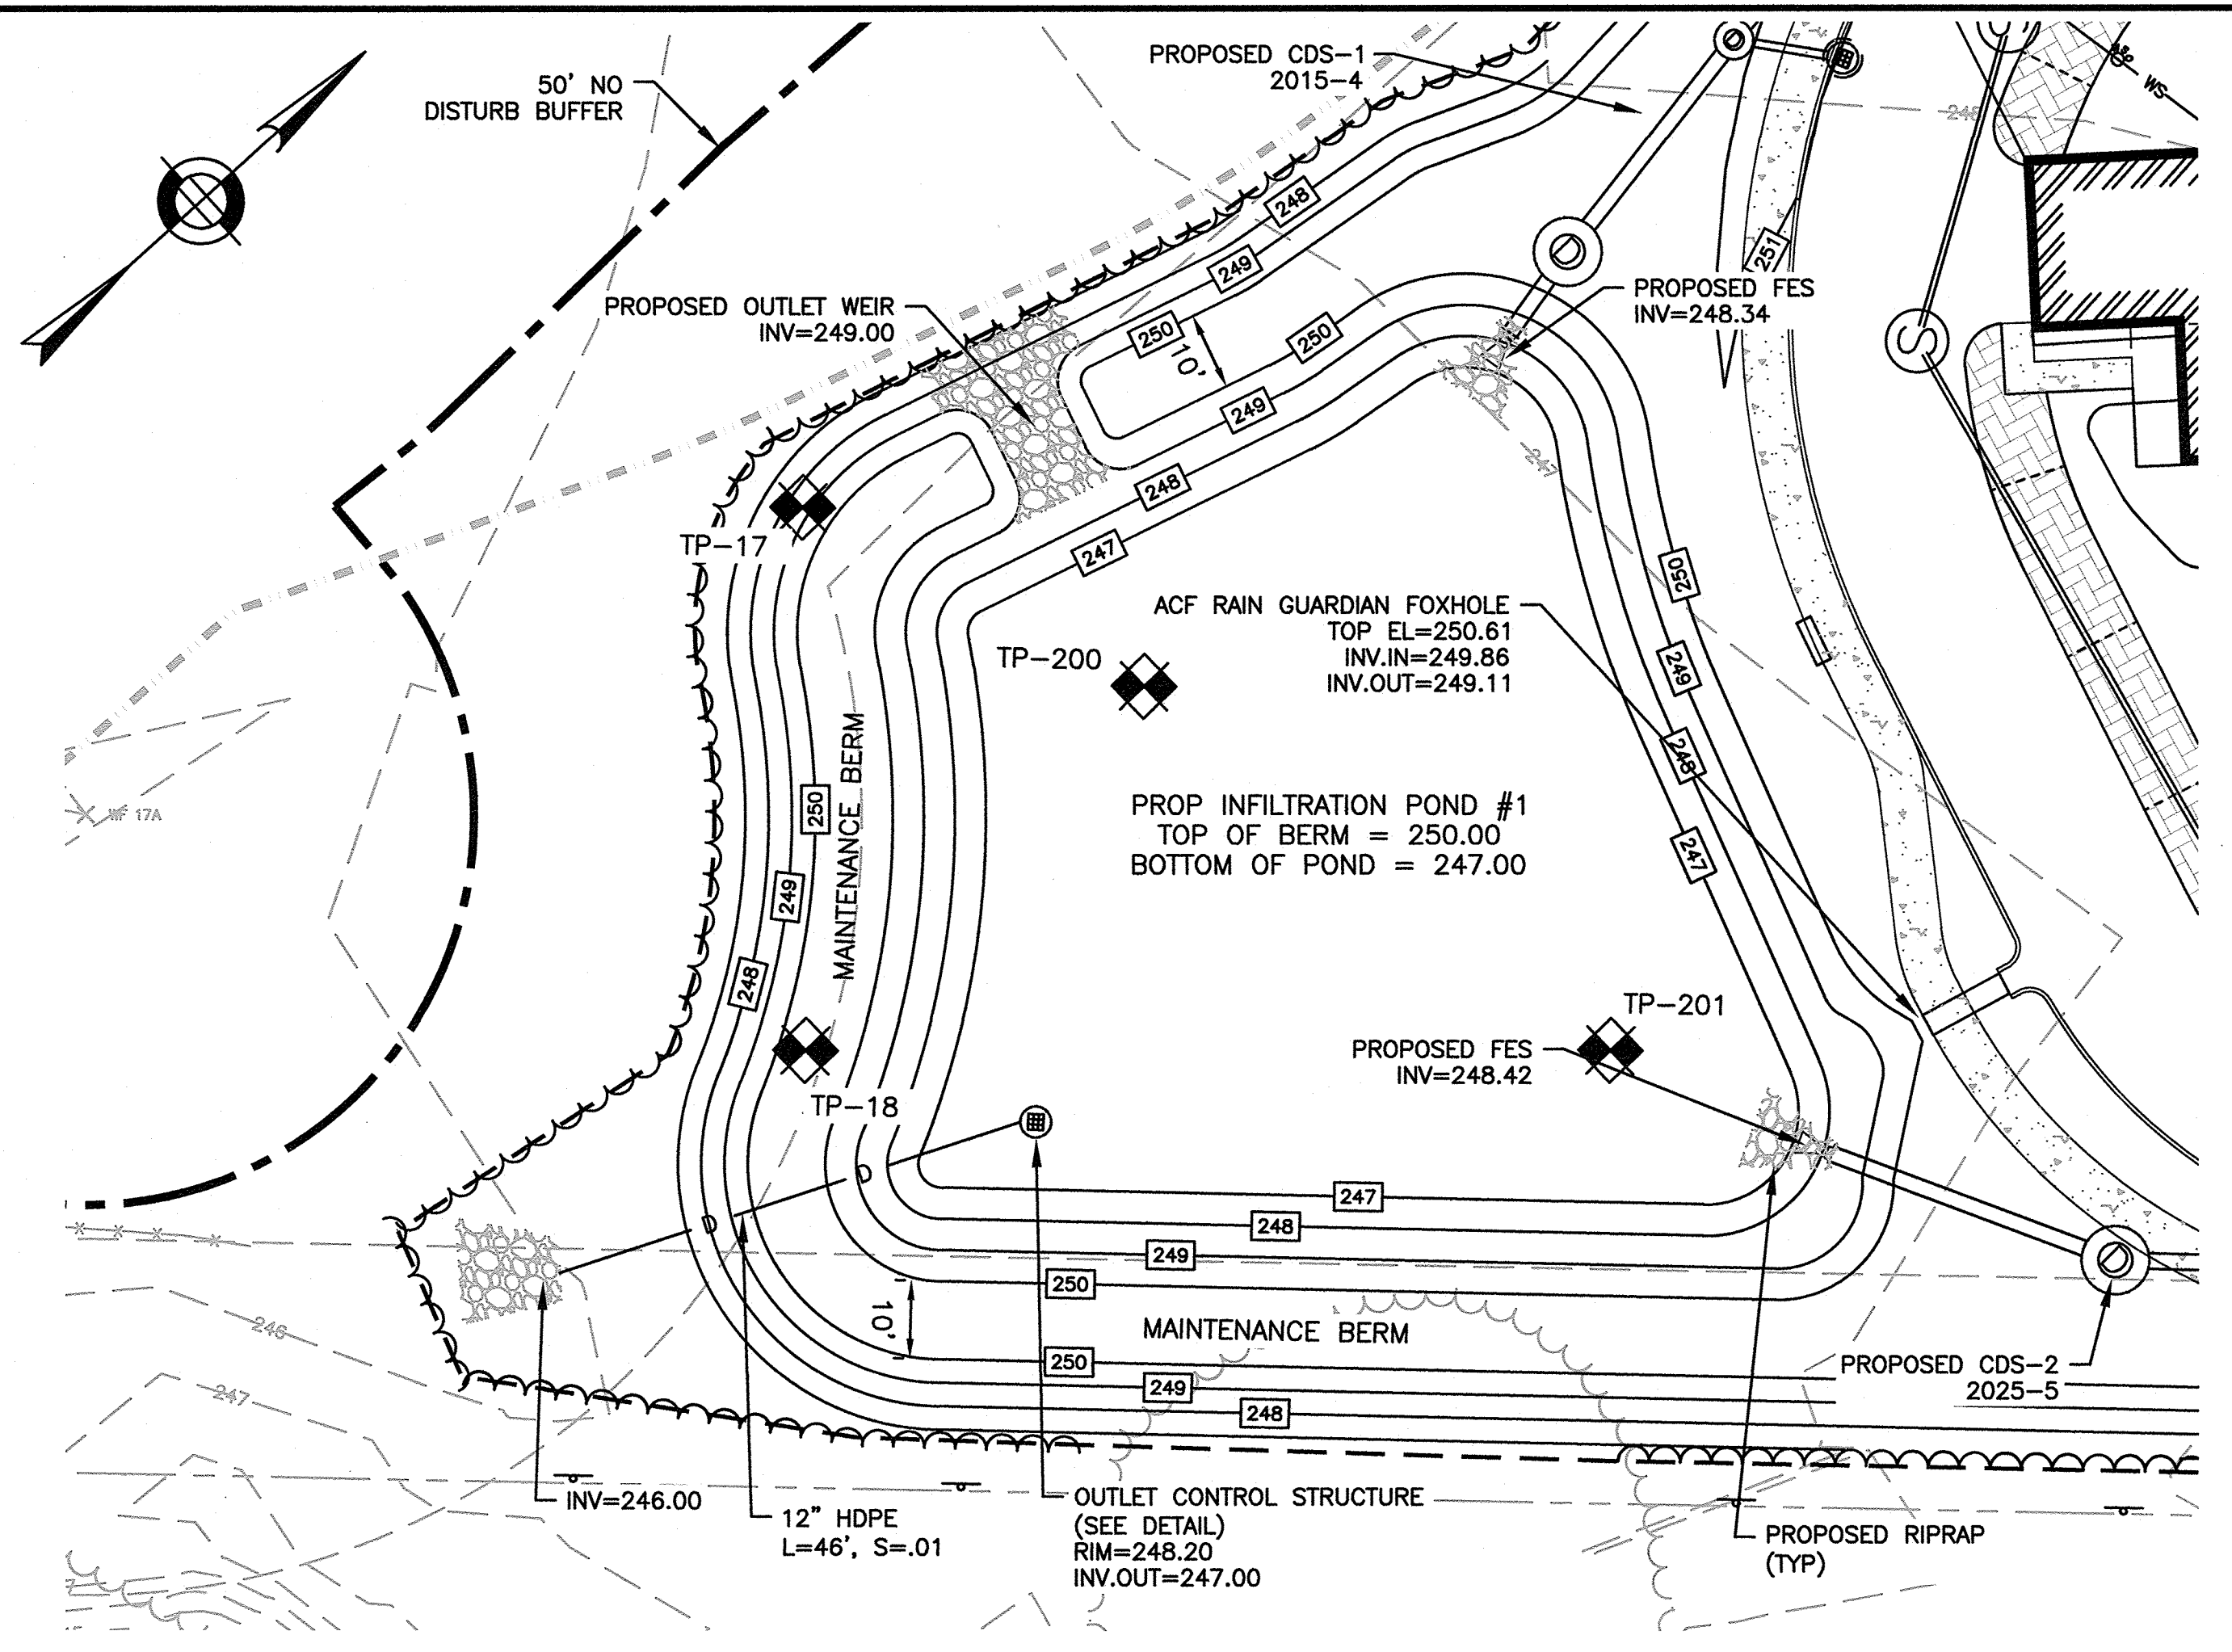 PROPOSED CDS-1
2015-4
50' NO
DISTURB BUFFER
WS
248
251
248
249
PROPOSED FES
INV=248.34
PROPOSED OUTLET WEIR
INV=249.00
250
10'
250
249
S
247
248
TP-17
247
250
ACF RAIN GUARDIAN FOXHOLE
TOP EL=250.61
INV.IN=249.86
INV.OUT=249.11
TP-200
249
248
MAINTENANCE BERM
250
PROP INFILTRATION POND #1
TOP OF BERM = 250.00
BOTTOM OF POND = 247.00
WF 17A
247
249
248
TP-201
PROPOSED FES
INV=248.42
TP-18
D
D
247
248
249
250
10'
246
MAINTENANCE BERM
250
PROPOSED CDS-2
2025-5
249
247
248
INV=246.00
12" HDPE
L=46', S=.01
OUTLET CONTROL STRUCTURE
(SEE DETAIL)
RIM=248.20
INV.OUT=247.00
PROPOSED RIPRAP
(TYP)